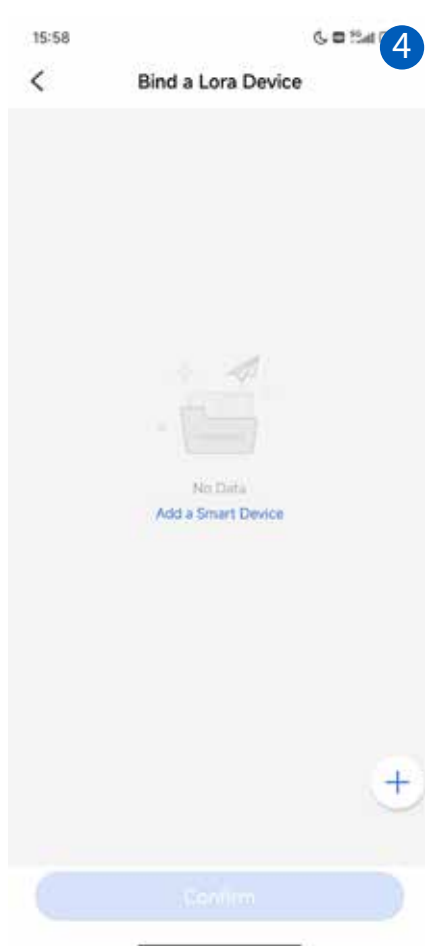 15:58
4
Bind a Lora Device
No Data
Add a Smart Device
Confirm